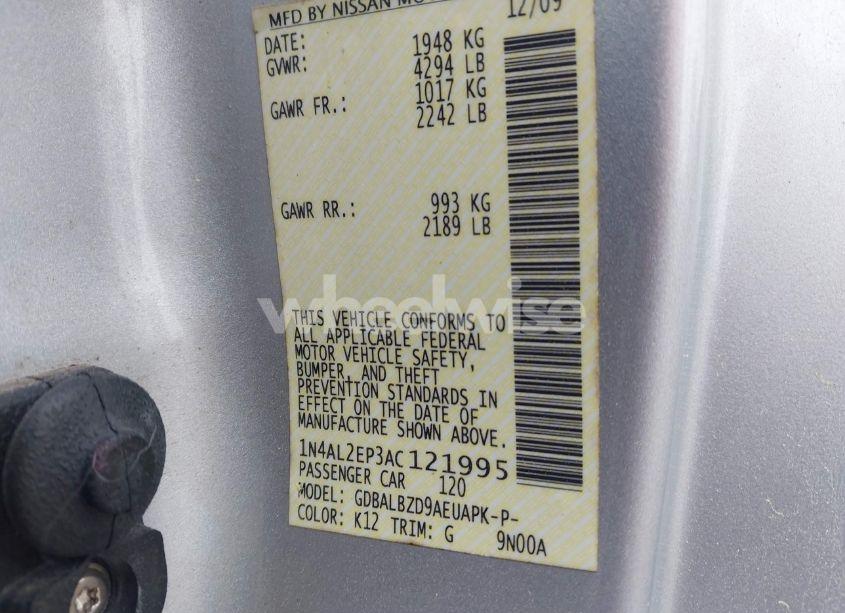 MFD BY NISSAN MO
12/09
DATE:
GVWR: 1948 KG
4294 LB
GAWR FR.: 1017 KG
2242 LB
GAWR RR.: 993 KG
2189 LB
wheelwise
THIS VEHICLE CONFORMS TO
ALL APPLICABLE FEDERAL
MOTOR VEHICLE SAFETY,
BUMPER, AND THEFT
PREVENTION STANDARDS IN
EFFECT ON THE DATE OF
MANUFACTURE SHOWN ABOVE.
1N4AL2EP3AC121995
PASSENGER CAR 120
MODEL: GDBALBZD9AEUAPK-P-
COLOR: K12 TRIM: G 9N00A